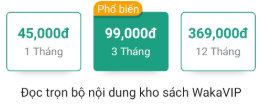 Phổ biến
45,000đ
99,000đ
369,000đ
1 Tháng
3 Tháng
12 Tháng
Đọc trọn bộ nội dung kho sách WakaVIP